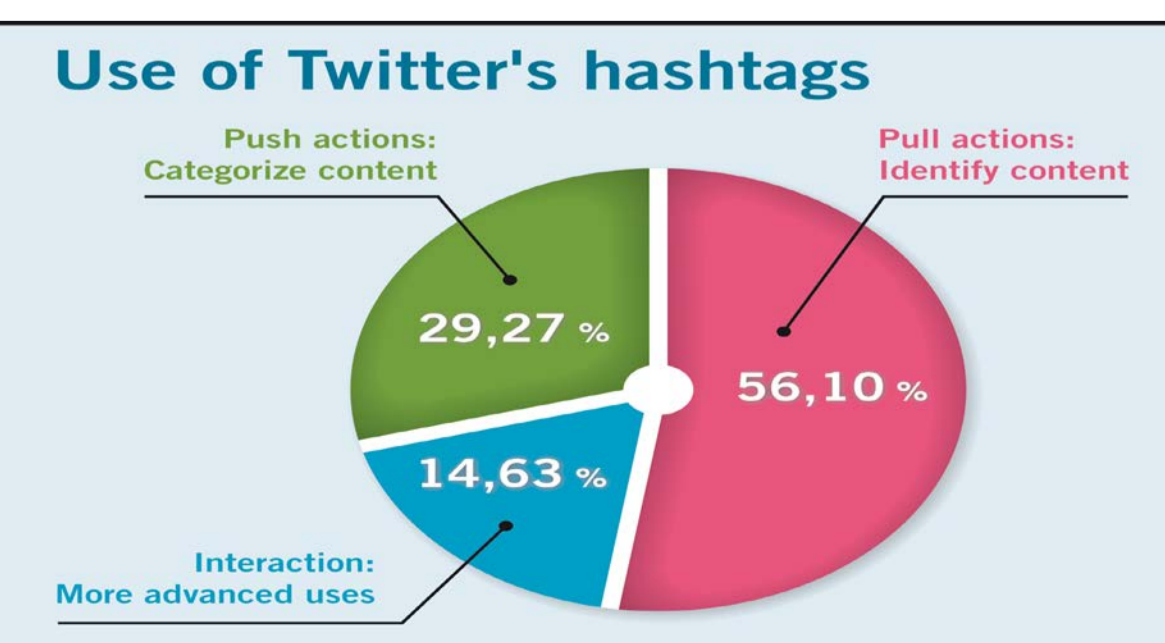 Use of Twitter's hashtags
Push actions:
Categorize content
Pull actions:
Identify content
29,27 %
56,10 %
14,63 %
Interaction:
More advanced uses